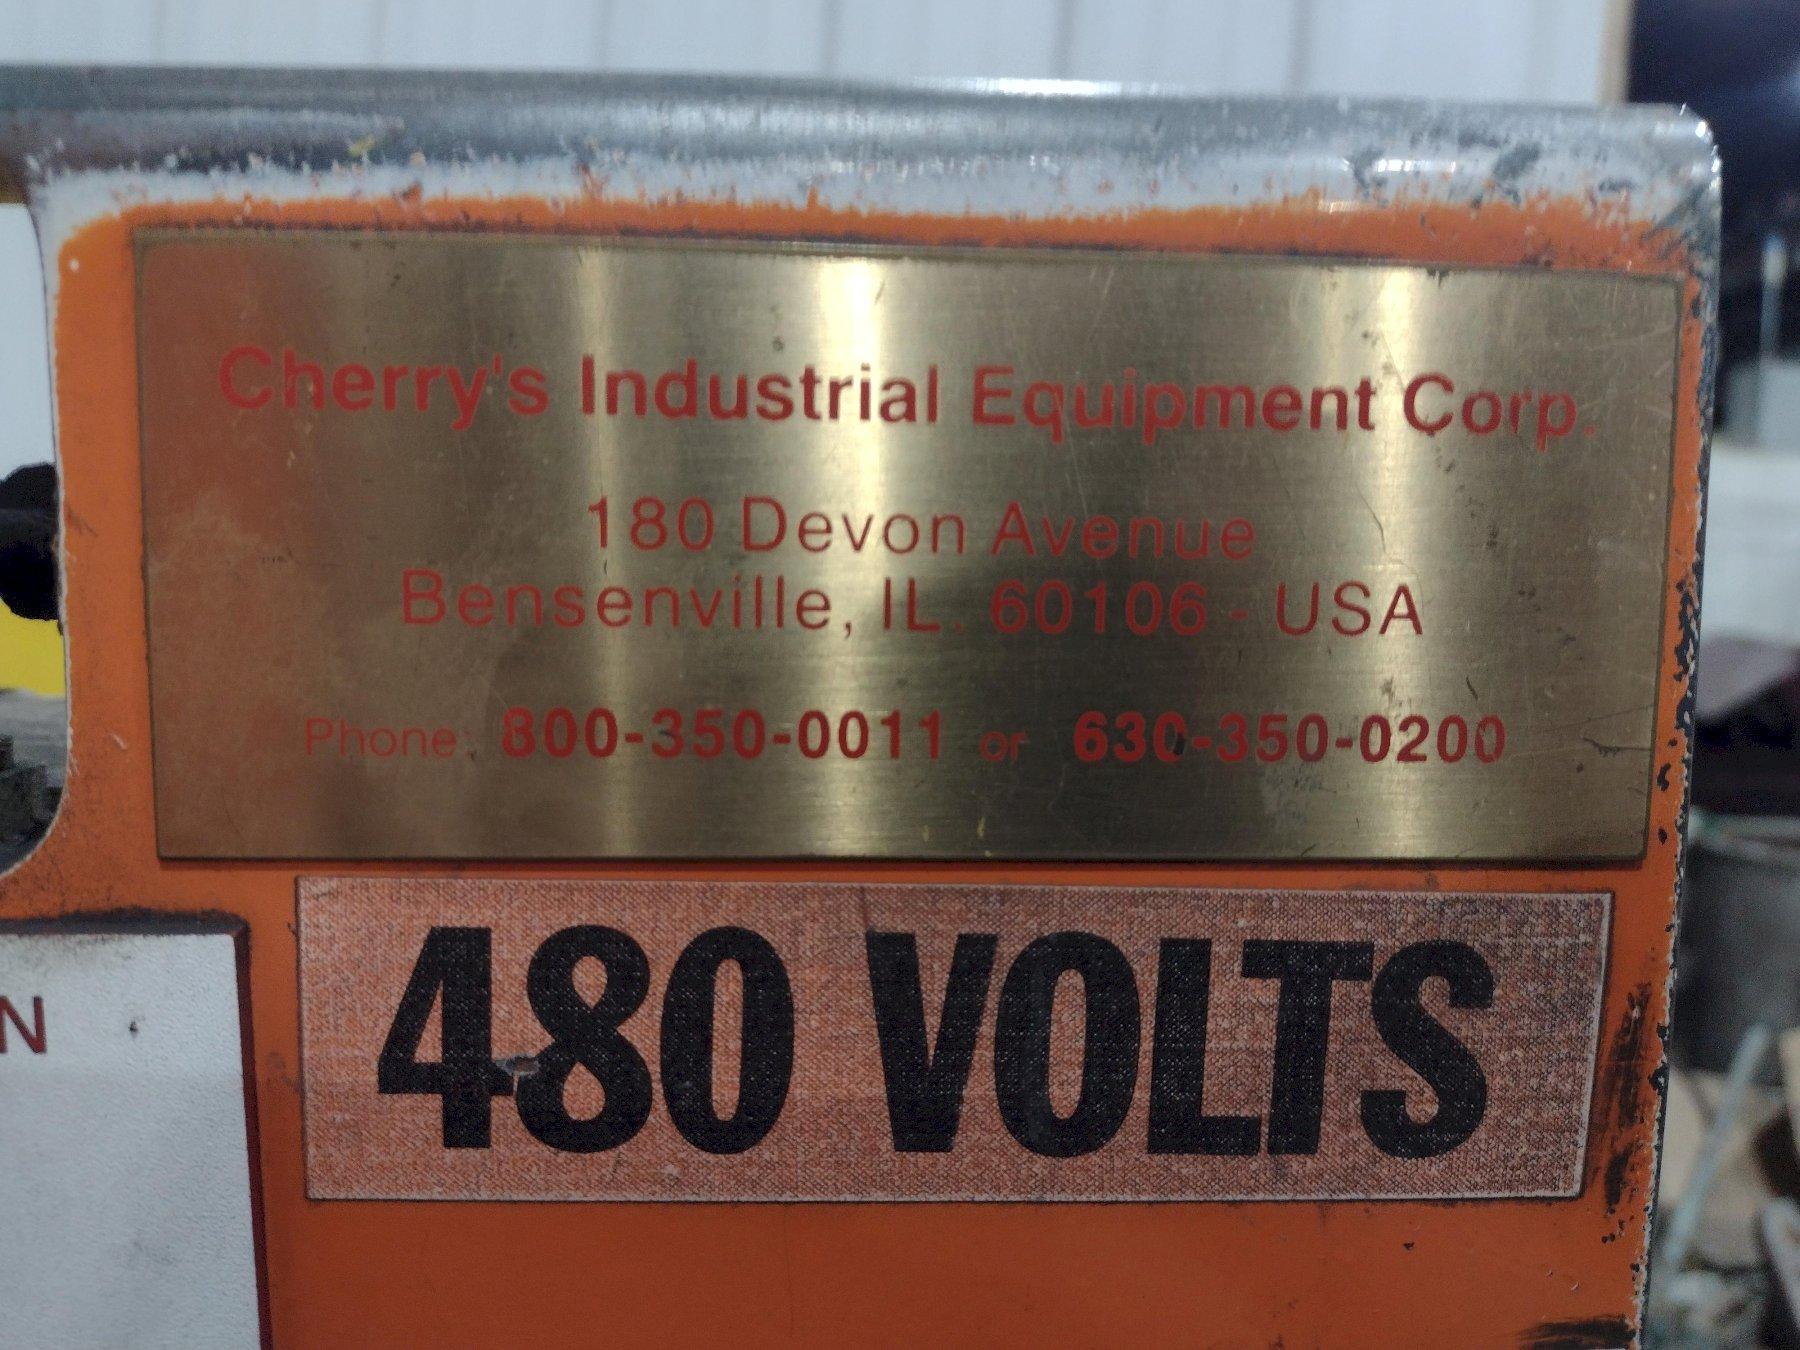 Cherry's Industrial Equipment Corp.
180 Devon Avenue
Bensenville, IL. 60106 - USA
Phone: 800-350-0011 or 630-350-0200
480 VOLTS
N